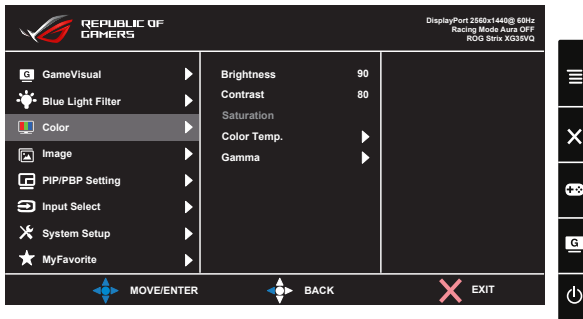 REPUBLIC OF
GAMERS
DisplayPort 2560x1440@ 60Hz
Racing Mode Aura OFF
ROG Strix XG35VQ
G GameVisual
Blue Light Filter
Color
Image
PIP/PBP Setting
Input Select
System Setup
MyFavorite
Brightness 90
Contrast 80
Saturation
Color Temp.
Gamma
G
MOVE/ENTER
BACK
EXIT